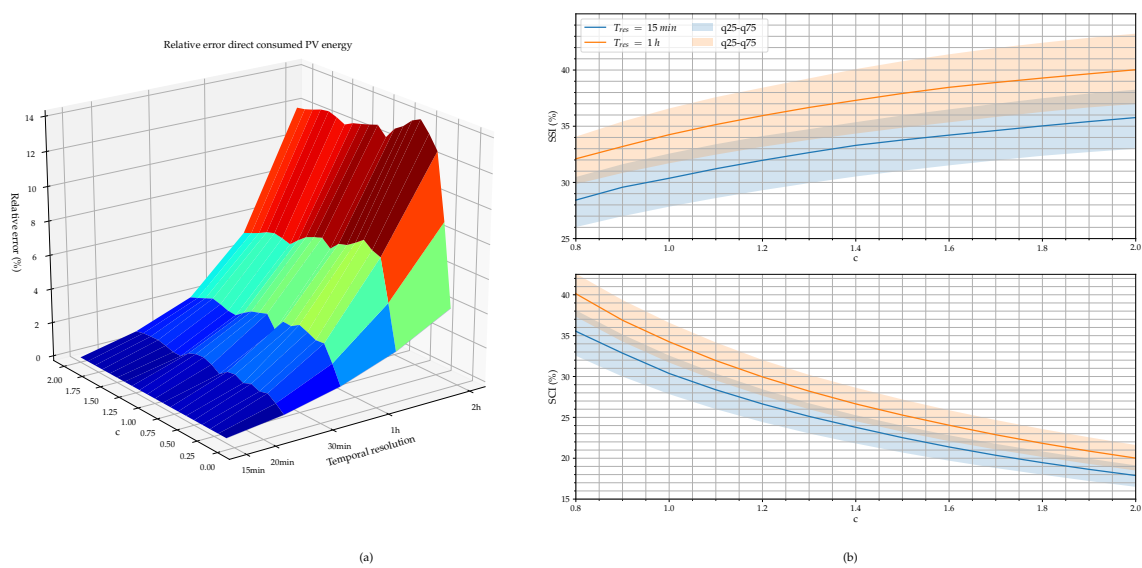 Relative error direct consumed PV energy
14
12
10
8
6
4
2
0
Relative error (%)
2.00
1.75
1.50
1.25
1.00
0.75
0.50
0.25
0.00
c
15min
20min
30min
1h
2h
Temporal resolution
(a)
T_res = 15 min q25-q75
T_res = 1 h q25-q75
40
35
30
25
SSI (%)
0.8 1.0 1.2 1.4 1.6 1.8 2.0
c
40
35
30
25
20
15
SCI (%)
0.8 1.0 1.2 1.4 1.6 1.8 2.0
c
(b)